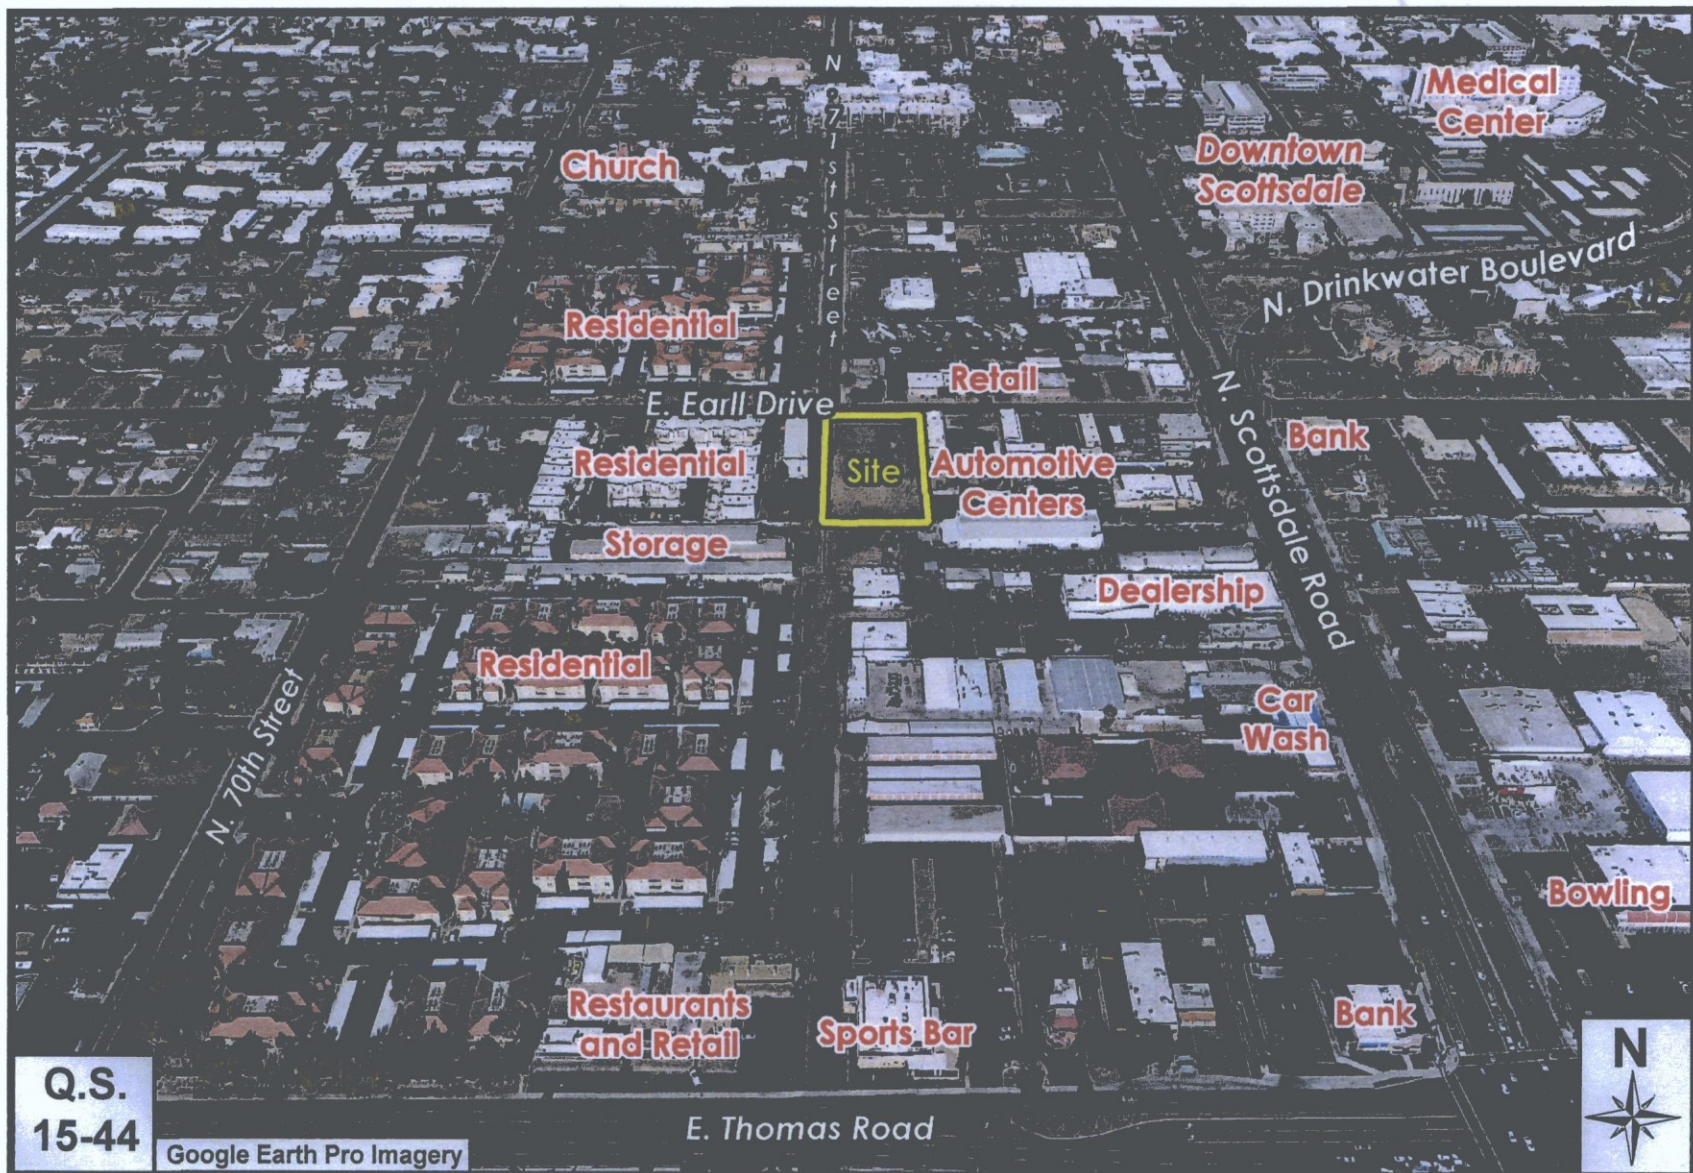 Medical
Center
Church
Downtown
Scottsdale
N. Drinkwater Boulevard
Residential
Retail
E. Earll Drive
Bank
Residential
Site
Automotive
Centers
N. Scottsdale Road
Storage
Dealership
Residential
N. 70th Street
Car
Wash
Bowling
Restaurants
and Retail
Sports Bar
Bank
N
Q.S.
15-44
Google Earth Pro Imagery
E. Thomas Road